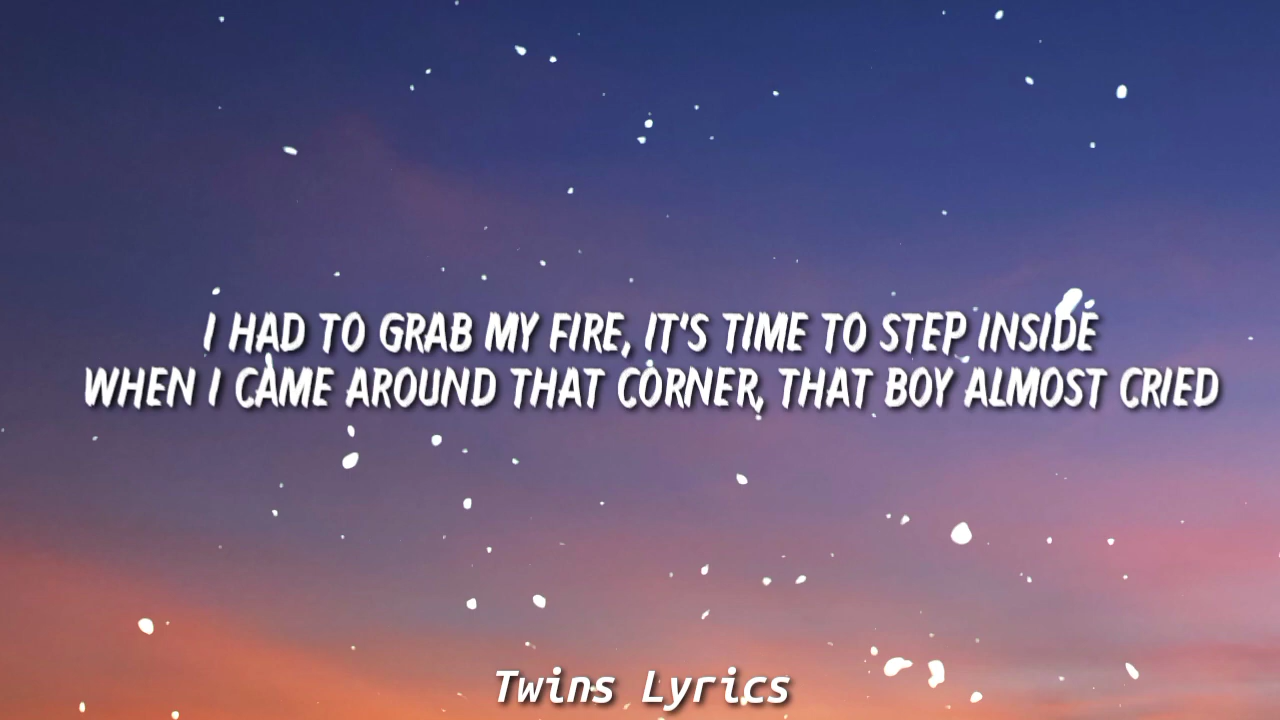 I HAD TO GRAB MY FIRE, IT'S TIME TO STEP INSIDE
WHEN I CAME AROUND THAT CORNER, THAT BOY ALMOST CRIED
Twins Lyrics